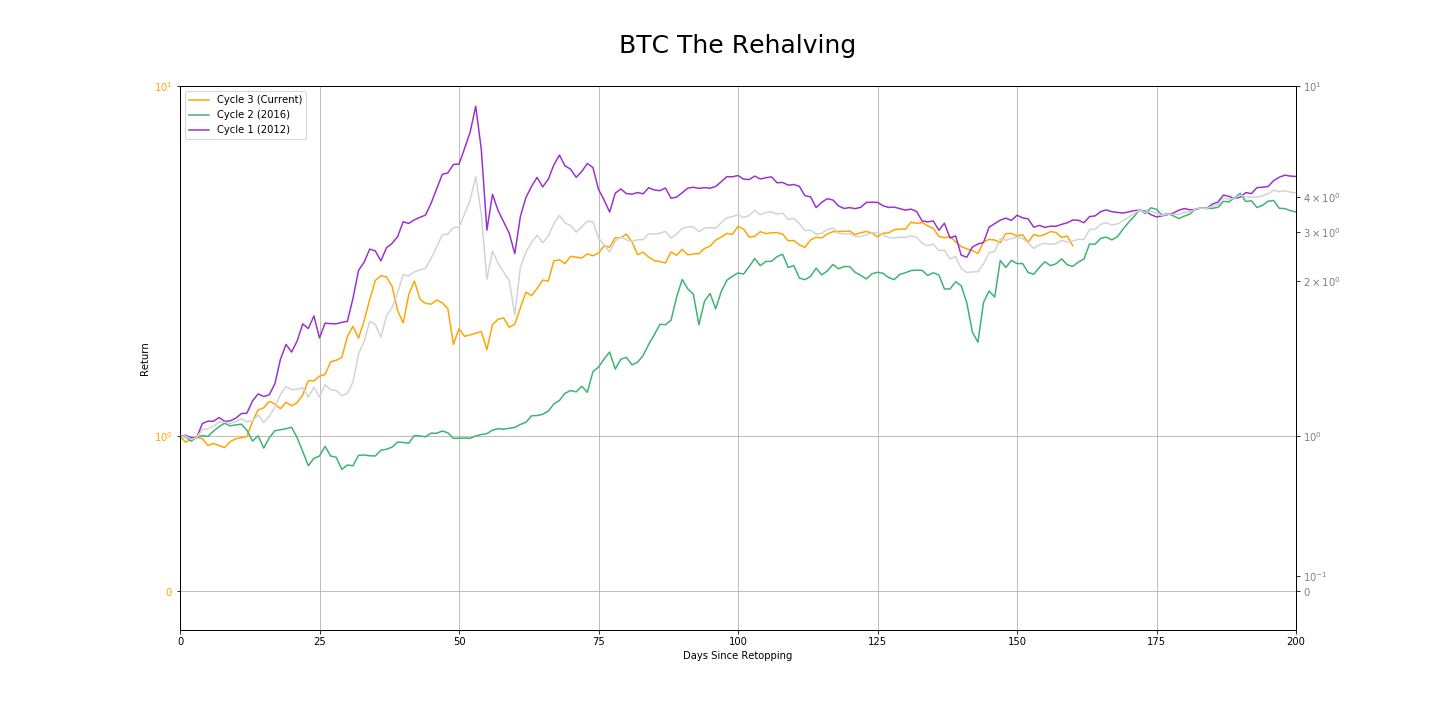 BTC The Rehalving
Cycle 3 (Current)
Cycle 2 (2016)
Cycle 1 (2012)
10¹
10⁰
0
Return
10¹
4 × 10⁰
3 × 10⁰
2 × 10⁰
10⁰
10⁻¹
0
0 25 50 75 100 125 150 175 200
Days Since Retopping